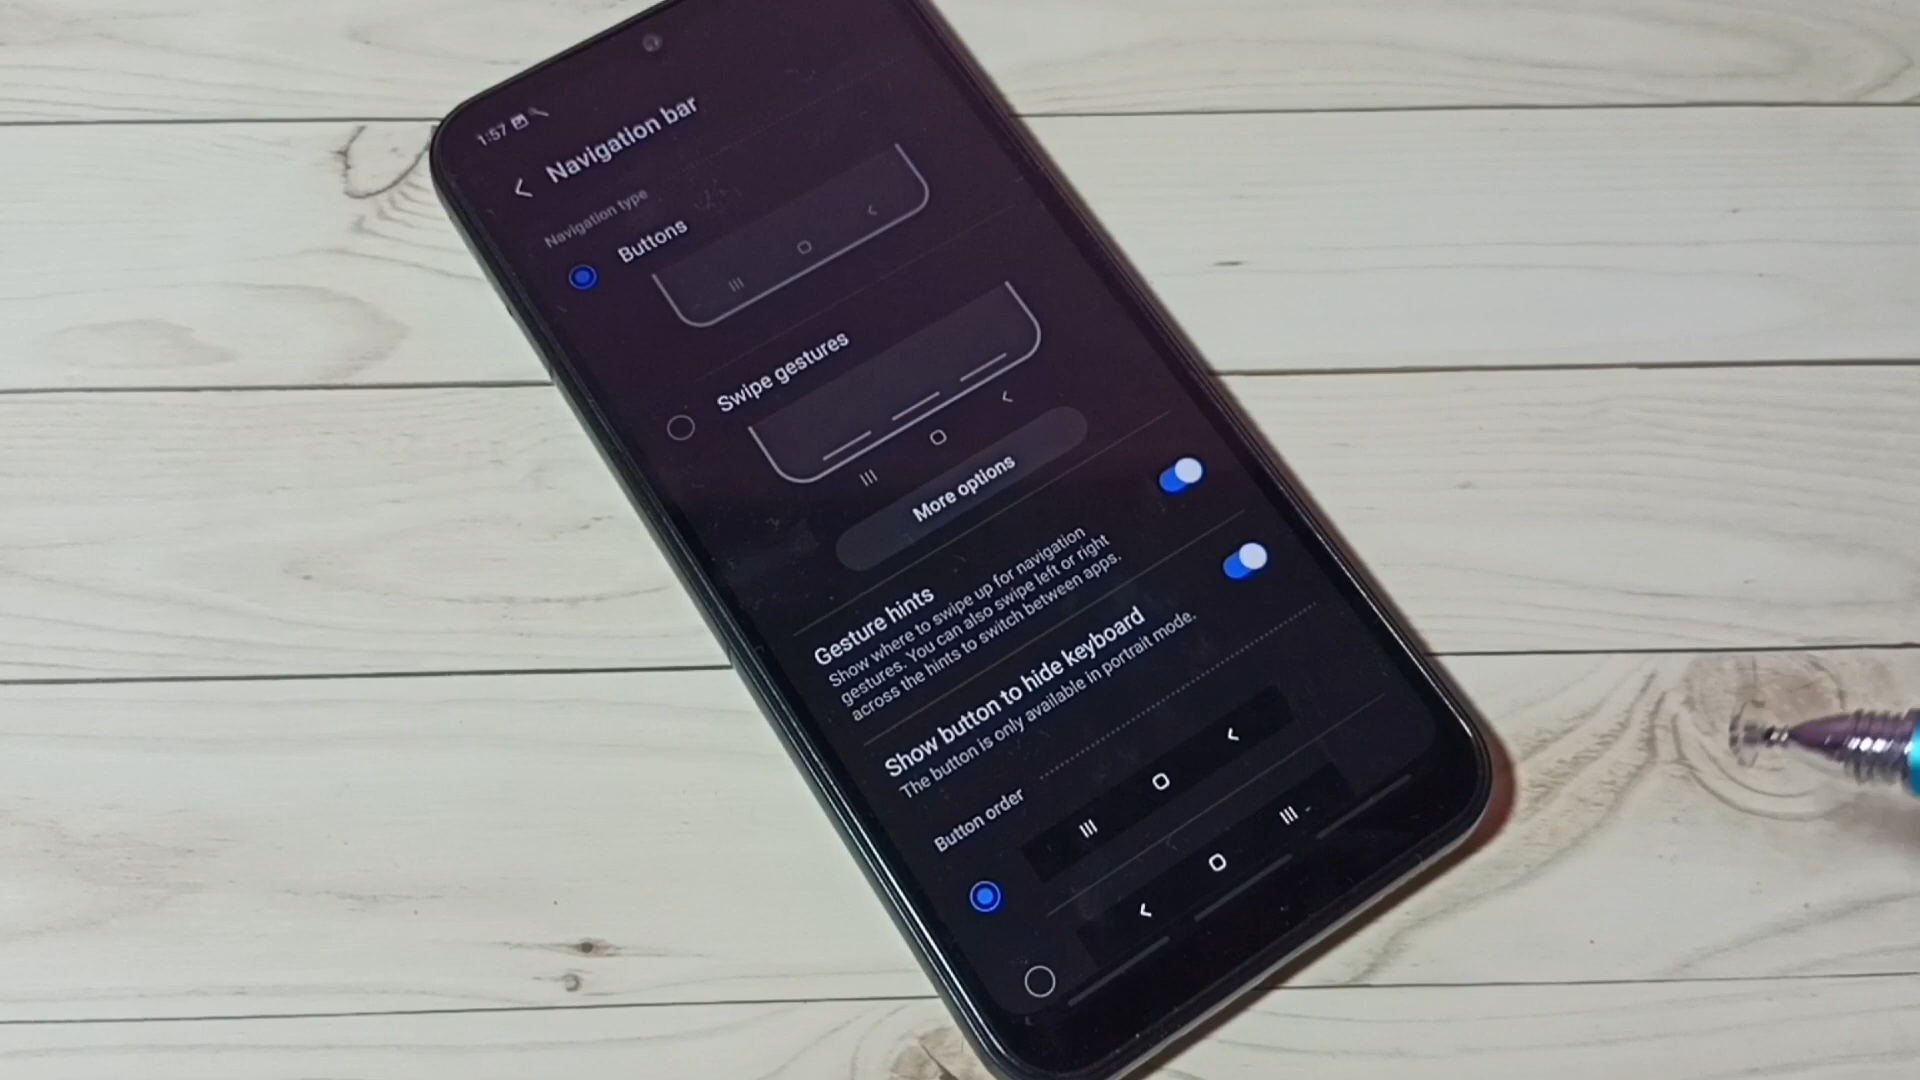 1:57
Navigation bar
Navigation type
Buttons
Swipe gestures
More options
Gesture hints
Show where to swipe up for navigation
gestures. You can also swipe left or right
across the hints to switch between apps.
Show button to hide keyboard
The button is only available in portrait mode.
Button order